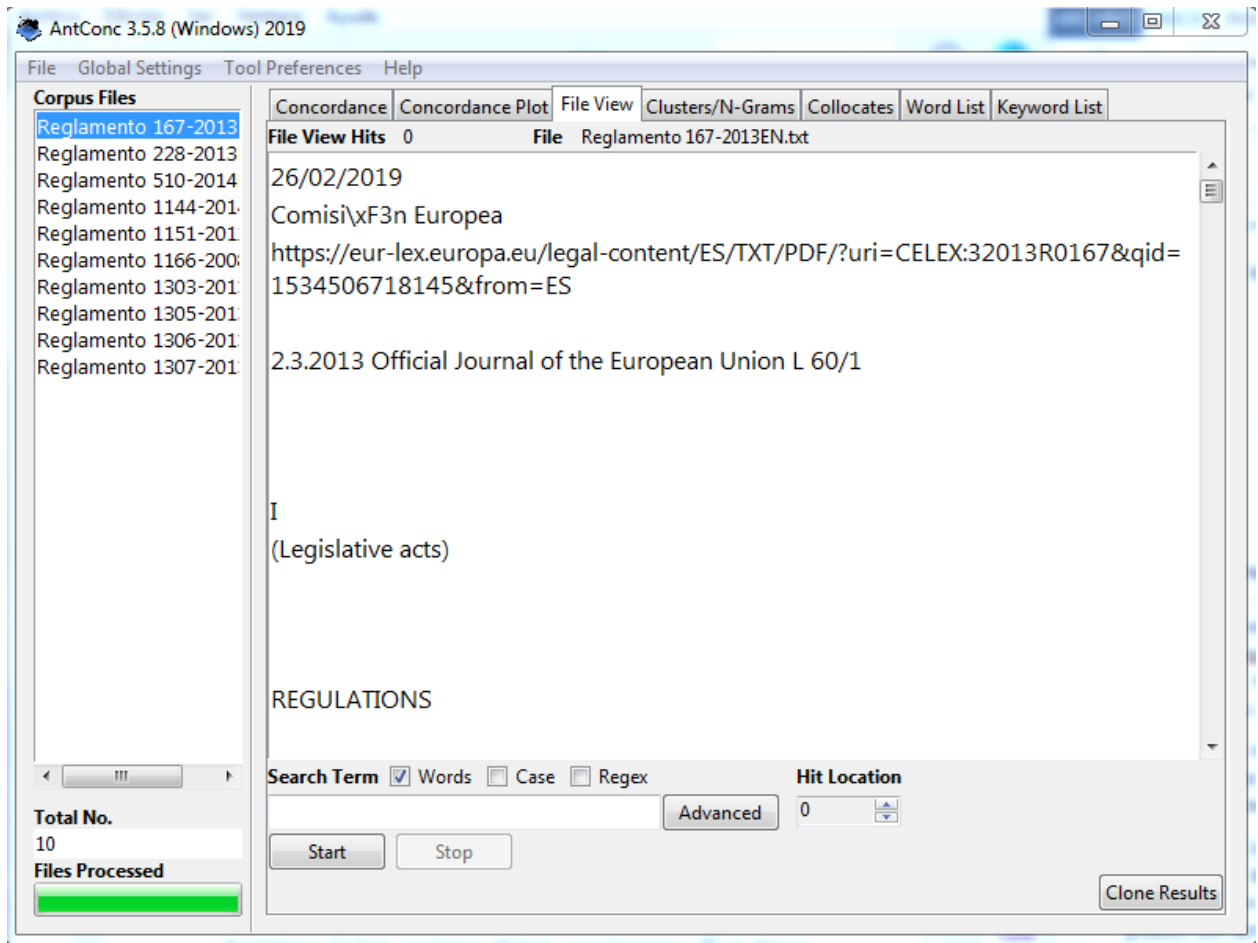 AntConc 3.5.8 (Windows) 2019
File Global Settings Tool Preferences Help
Corpus Files
Reglamento 167-2013
Reglamento 228-2013
Reglamento 510-2014
Reglamento 1144-201
Reglamento 1151-201
Reglamento 1166-200
Reglamento 1303-201
Reglamento 1305-201
Reglamento 1306-201
Reglamento 1307-201
Total No.
10
Files Processed
Concordance Concordance Plot File View Clusters/N-Grams Collocates Word List Keyword List
File View Hits 0 File Reglamento 167-2013EN.txt
26/02/2019
Comisi\xF3n Europea
https://eur-lex.europa.eu/legal-content/ES/TXT/PDF/?uri=CELEX:32013R0167&qid=
1534506718145&from=ES
2.3.2013 Official Journal of the European Union L 60/1
I
(Legislative acts)
REGULATIONS
Search Term Words Case Regex Hit Location
Advanced 0
Start Stop
Clone Results